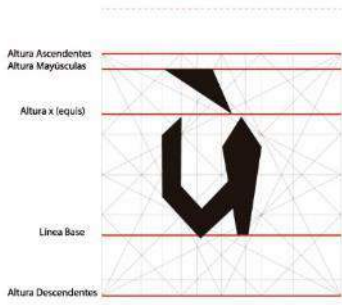 Altura Ascendentes
Altura Mayúsculas
Altura x (equis)
ù
Línea Base
Altura Descendentes